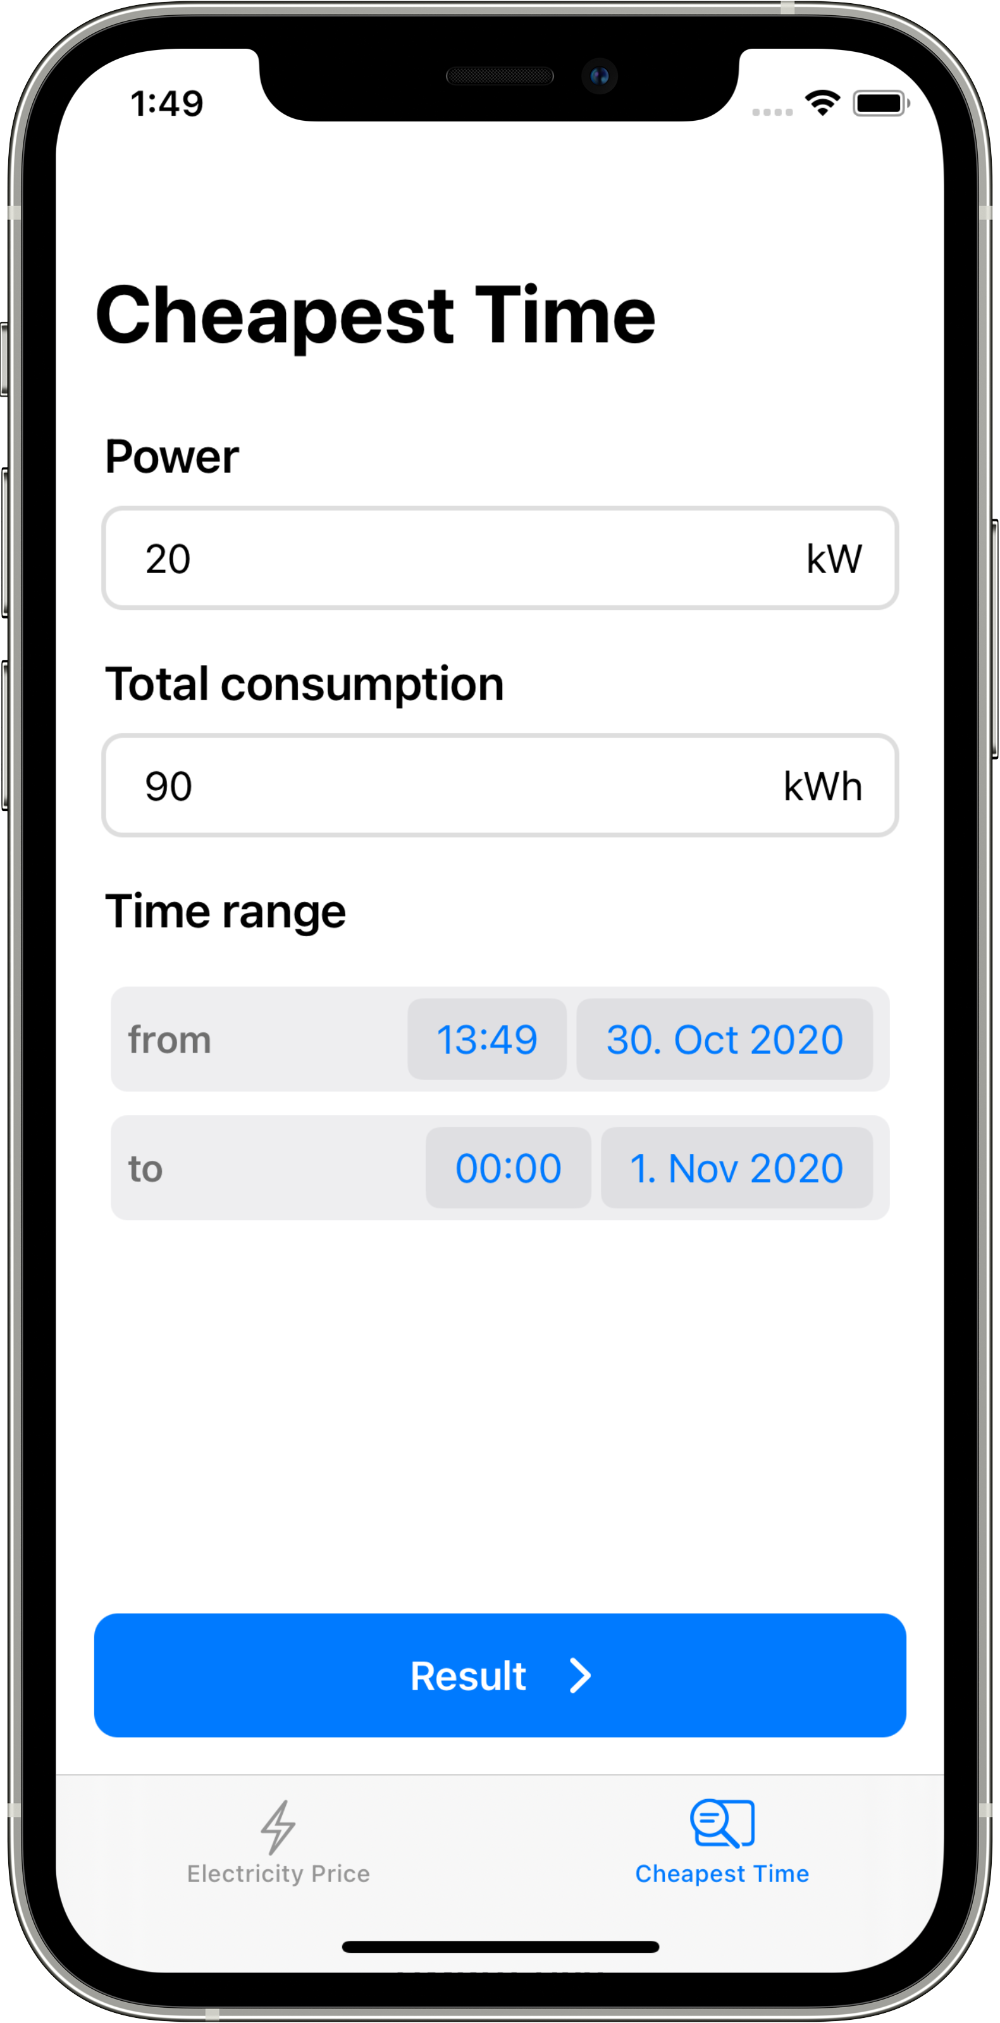 1:49
Cheapest Time
Power
20 kW
Total consumption
90 kWh
Time range
from 13:49 30. Oct 2020
to 00:00 1. Nov 2020
Result
Electricity Price Cheapest Time